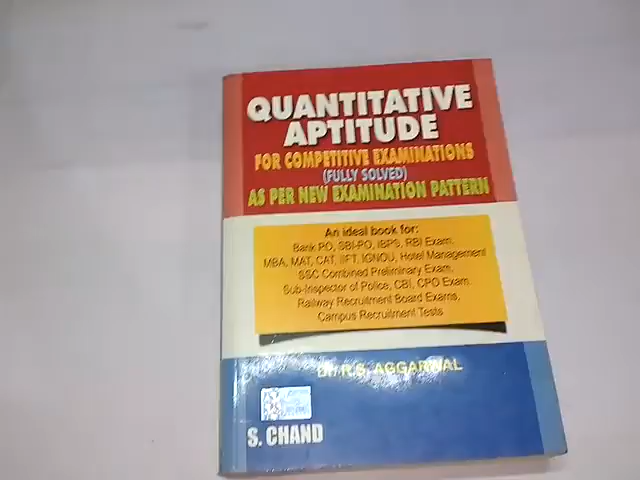 QUANTITATIVE
APTITUDE
FOR COMPETITIVE EXAMINATIONS
(FULLY SOLVED)
AS PER NEW EXAMINATION PATTERN
An ideal book for:
Bank PO, SBI-PO, IBPS, RBI Exam.
MBA, MAT, CAT, IIFT, IGNOU, Hotel Management
SSC Combined Preliminary Exam.
Sub-Inspector of Police, CBI, CPO Exam.
Railway Recruitment Board Exams,
Campus Recruitment Tests
Dr. R.S. AGGARWAL
S. CHAND